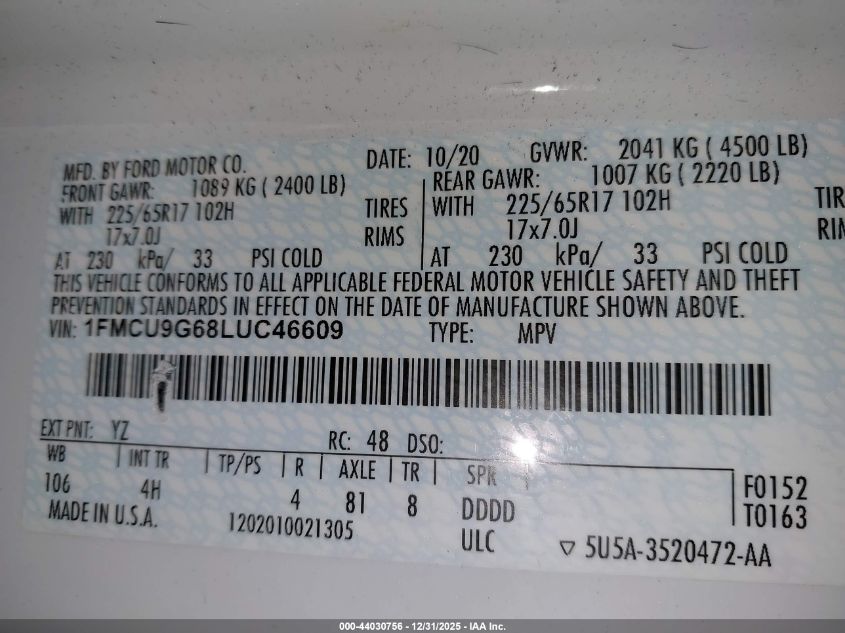 MFD. BY FORD MOTOR CO. DATE: 10/20 GVWR: 2041 KG ( 4500 LB)
FRONT GAWR: 1089 KG ( 2400 LB) REAR GAWR: 1007 KG ( 2220 LB)
WITH 225/65R17 102H TIRES WITH 225/65R17 102H TIR
17x7.0J RIMS 17x7.0J RIM
AT 230 kPa/ 33 PSI COLD AT 230 kPa/ 33 PSI COLD
THIS VEHICLE CONFORMS TO ALL APPLICABLE FEDERAL MOTOR VEHICLE SAFETY AND THEFT
PREVENTION STANDARDS IN EFFECT ON THE DATE OF MANUFACTURE SHOWN ABOVE.
VIN: 1FMCU9G68LUC46609 TYPE: MPV
EXT PNT: YZ RC: 48 DSO:
WB INT TR TP/PS R AXLE TR SPR
106 4H 4 81 8 DDDD F0152
MADE IN U.S.A. 1202010021305 ULC T0163
▽ 5U5A-3520472-AA
000-44030756 - 12/31/2025 - IAA Inc.